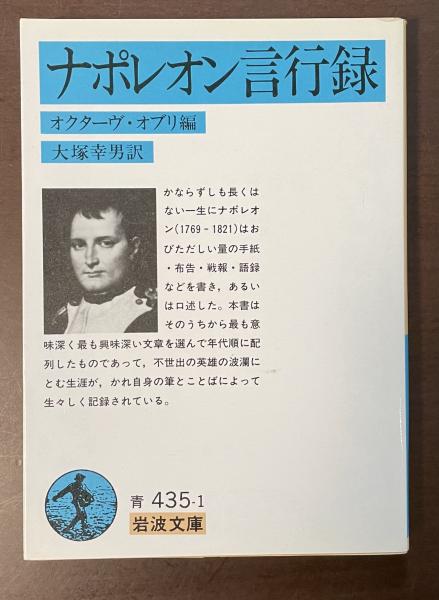 ナポレオン言行録
オクターヴ・オブリ編
大塚幸男訳
かならずしも長くは
ない一生にナポレオ
ン(1769-1821)はお
びただしい量の手紙
・布告・戦報・語録
などを書き，あるい
は口述した。本書は
そのうちから最も意
味深く最も興味深い文章を選んで年代順に配
列したものであって，不世出の英雄の波瀾に
とむ生涯が，かれ自身の筆とことばによって
生々しく記録されている。
青 435-1
岩波文庫